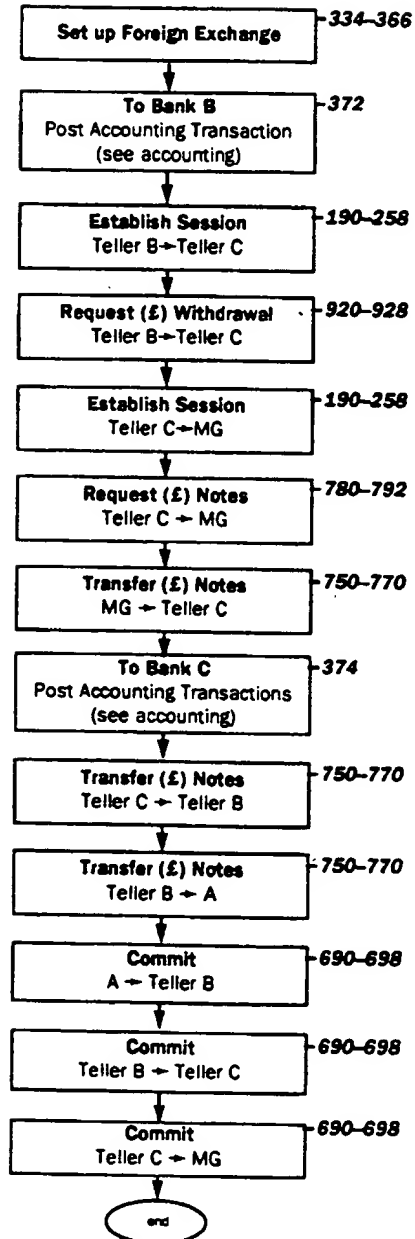 Set up Foreign Exchange
334–366
To Bank B
372
Post Accounting Transaction
(see accounting)
Establish Session
190–258
Teller B→Teller C
Request (£) Withdrawal
920–928
Teller B→Teller C
Establish Session
190–258
Teller C→MG
Request (£) Notes
780–792
Teller C → MG
Transfer (£) Notes
750–770
MG → Teller C
To Bank C
374
Post Accounting Transactions
(see accounting)
Transfer (£) Notes
750–770
Teller C → Teller B
Transfer (£) Notes
750–770
Teller B → A
Commit
690–698
A → Teller B
Commit
690–698
Teller B → Teller C
Commit
690–698
Teller C → MG
end